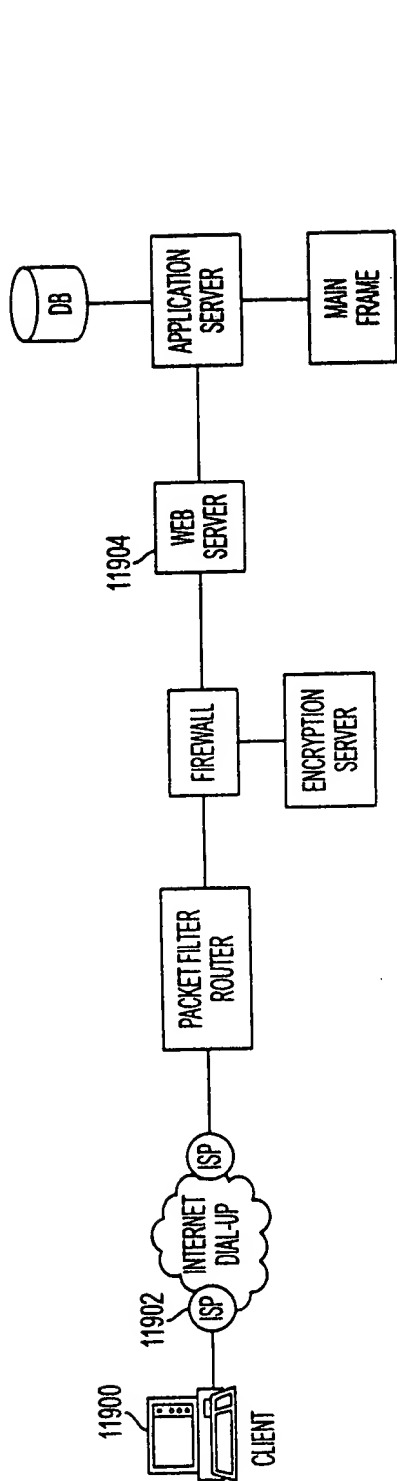 11900
CLIENT
11902
ISP
INTERNET
DIAL-UP
ISP
PACKET FILTER
ROUTER
FIREWALL
ENCRYPTION
SERVER
11904
WEB
SERVER
DB
APPLICATION
SERVER
MAIN
FRAME